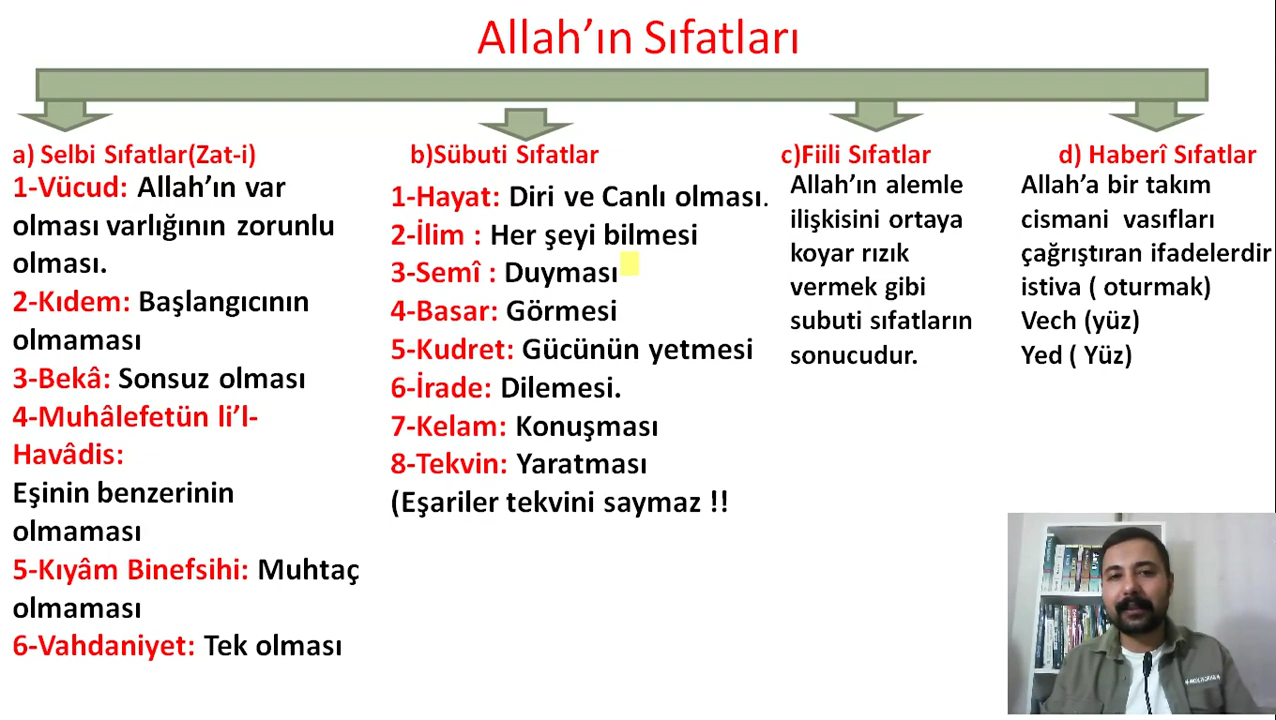 Allah’ın Sıfatları
a) Selbi Sıfatlar(Zat-i)
1-Vücud: Allah’ın var
olması varlığının zorunlu
olması.
2-Kıdem: Başlangıcının
olmaması
3-Bekâ: Sonsuz olması
4-Muhâlefetün li’l-
Havâdis:
Eşinin benzerinin
olmaması
5-Kıyâm Binefsihi: Muhtaç
olmaması
6-Vahdaniyet: Tek olması
b)Sübuti Sıfatlar
1-Hayat: Diri ve Canlı olması.
2-İlim : Her şeyi bilmesi
3-Semî : Duyması
4-Basar: Görmesi
5-Kudret: Gücünün yetmesi
6-İrade: Dilemesi.
7-Kelam: Konuşması
8-Tekvin: Yaratması
(Eşariler tekvini saymaz !!
c)Fiili Sıfatlar
Allah’ın alemle
ilişkisini ortaya
koyar rızık
vermek gibi
subuti sıfatların
sonucudur.
d) Haberî Sıfatlar
Allah’a bir takım
cismani vasıfları
çağrıştıran ifadelerdir
istiva ( oturmak)
Vech (yüz)
Yed ( Yüz)